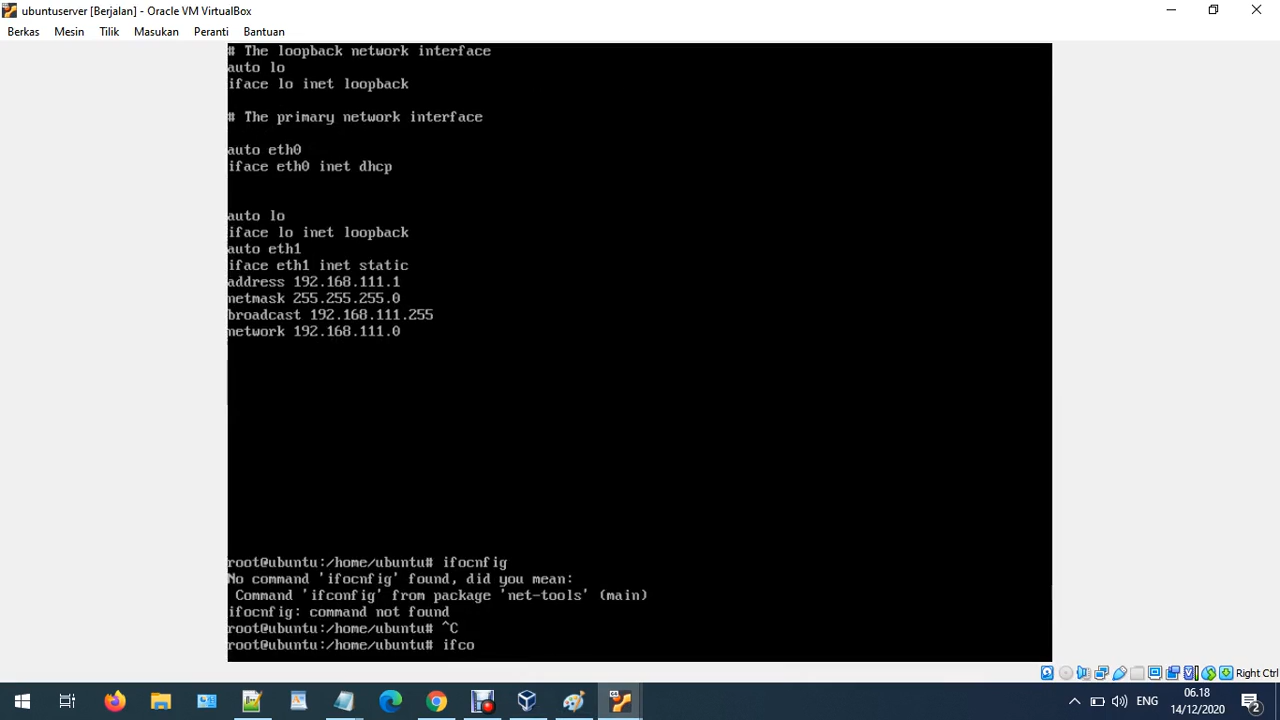 ubuntuserver [Berjalan] - Oracle VM VirtualBox
Berkas Mesin Tilik Masukan Peranti Bantuan
# The loopback network interface
auto lo
iface lo inet loopback
# The primary network interface
auto eth0
iface eth0 inet dhcp
auto lo
iface lo inet loopback
auto eth1
iface eth1 inet static
address 192.168.111.1
netmask 255.255.255.0
broadcast 192.168.111.255
network 192.168.111.0
root@ubuntu:/home/ubuntu# ifocnfig
No command 'ifocnfig' found, did you mean:
Command 'ifconfig' from package 'net-tools' (main)
ifocnfig: command not found
root@ubuntu:/home/ubuntu# ^C
root@ubuntu:/home/ubuntu# ifco
Right Ctrl
ENG
06.18
14/12/2020
2